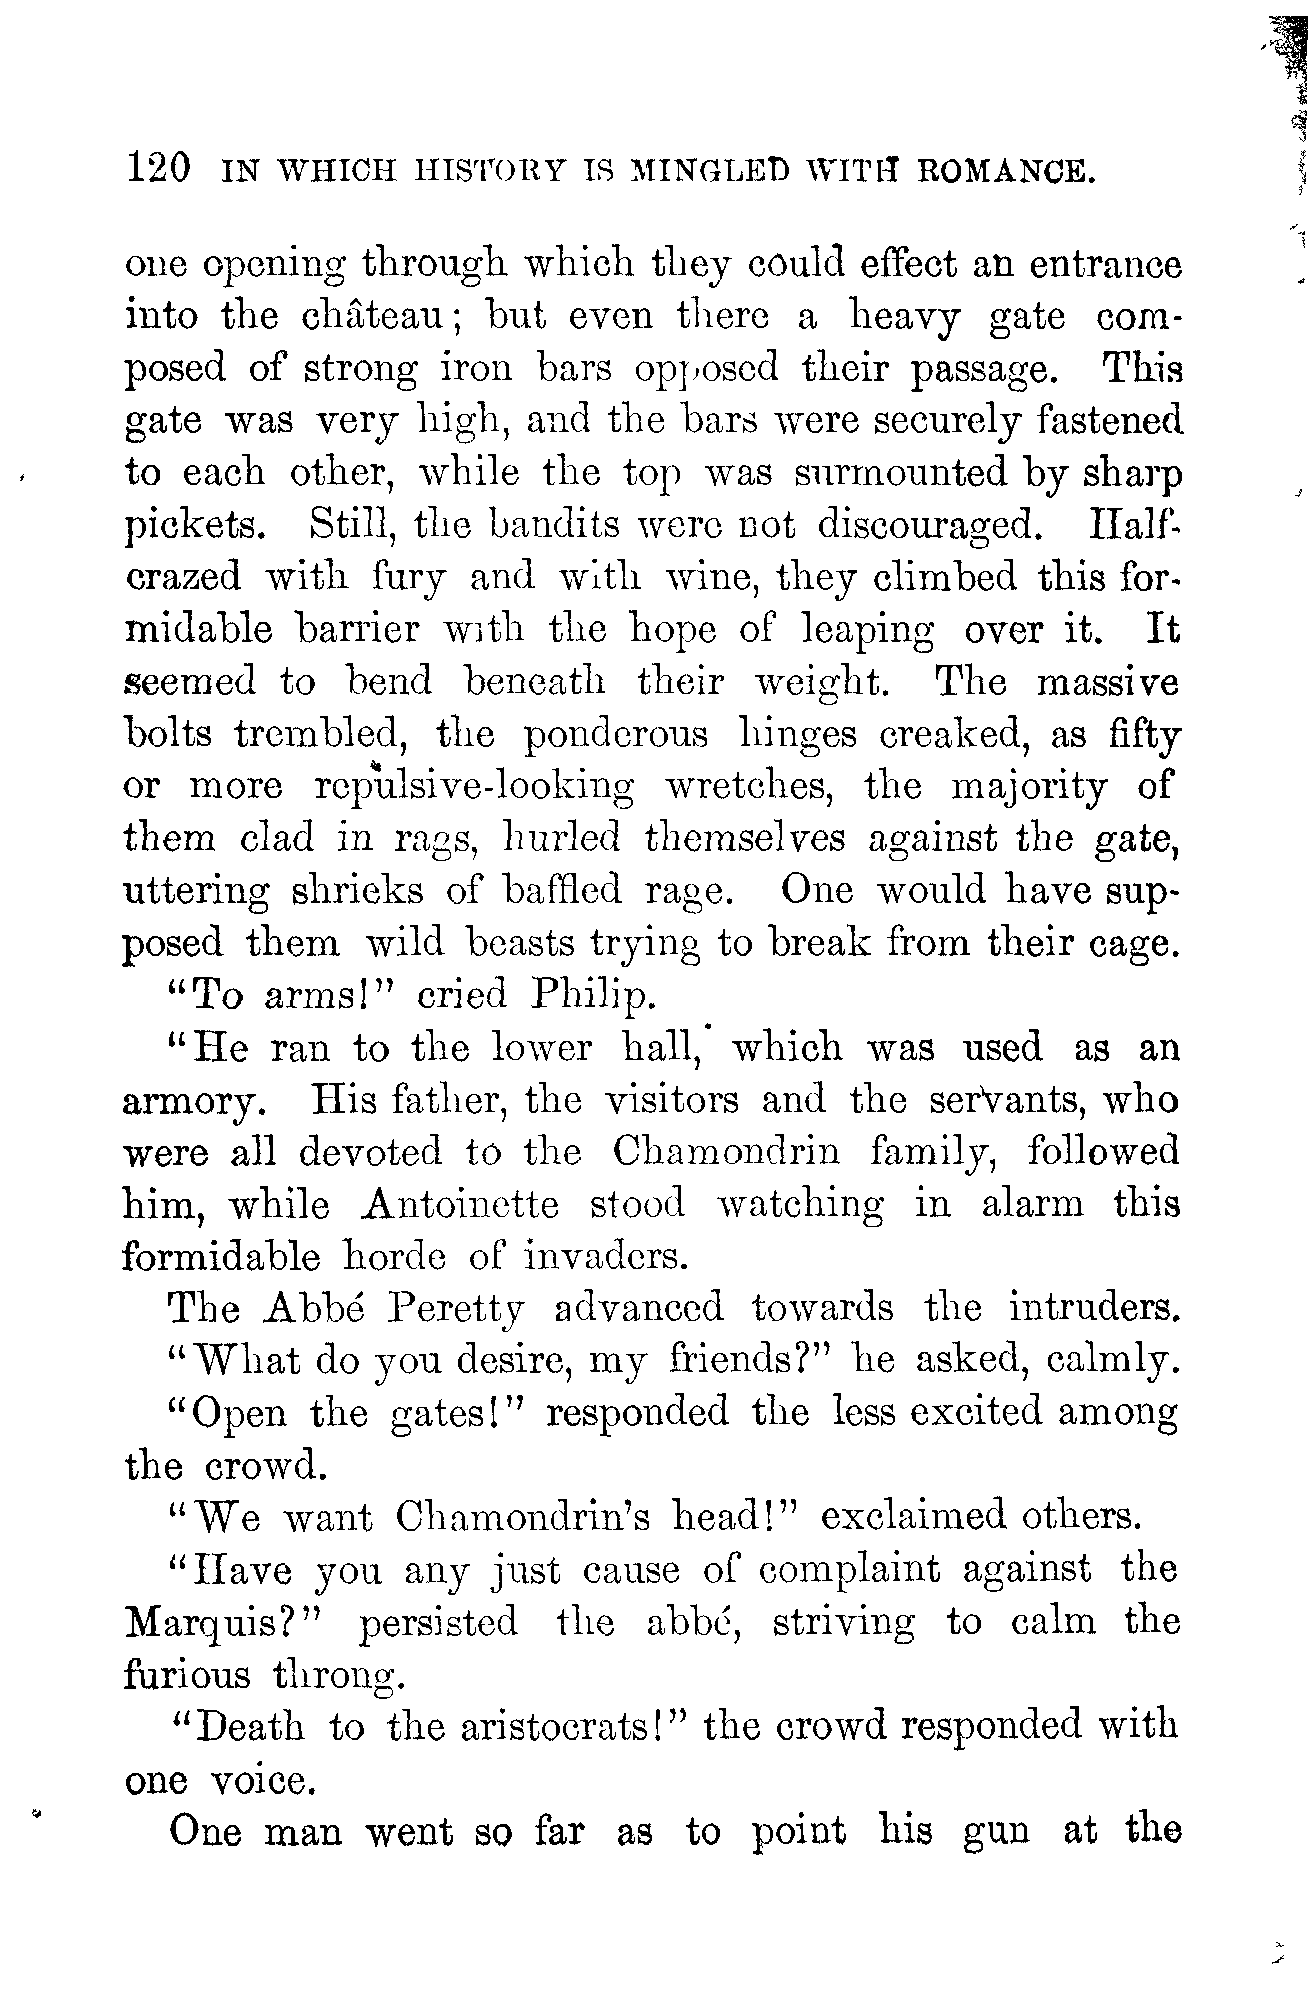 120 IN WHICH HISTORY IS MINGLED WITH ROMANCE.
one opening through which they could effect an entrance
into the château; but even there a heavy gate com-
posed of strong iron bars opposed their passage. This
gate was very high, and the bars were securely fastened
to each other, while the top was surmounted by sharp
pickets. Still, the bandits were not discouraged. Half-
crazed with fury and with wine, they climbed this for-
midable barrier with the hope of leaping over it. It
seemed to bend beneath their weight. The massive
bolts trembled, the ponderous hinges creaked, as fifty
or more repulsive-looking wretches, the majority of
them clad in rags, hurled themselves against the gate,
uttering shrieks of baffled rage. One would have sup-
posed them wild beasts trying to break from their cage.
"To arms!" cried Philip.
"He ran to the lower hall, which was used as an
armory. His father, the visitors and the servants, who
were all devoted to the Chamondrin family, followed
him, while Antoinette stood watching in alarm this
formidable horde of invaders.
The Abbé Peretty advanced towards the intruders.
"What do you desire, my friends?" he asked, calmly.
"Open the gates!" responded the less excited among
the crowd.
"We want Chamondrin's head!" exclaimed others.
"Have you any just cause of complaint against the
Marquis?" persisted the abbé, striving to calm the
furious throng.
"Death to the aristocrats!" the crowd responded with
one voice.
One man went so far as to point his gun at the